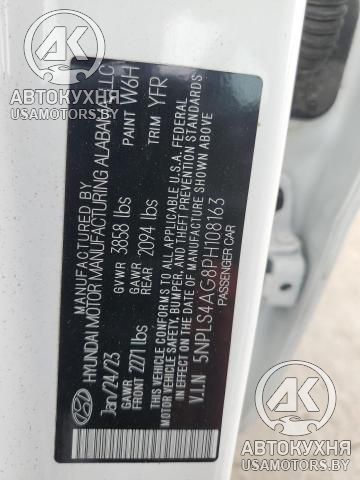 АВТОКУХНЯ
USAMOTORS.BY
MANUFACTURED BY
HYUNDAI MOTOR MANUFACTURING ALABAMA, LLC
Jan/24/23
GVWR 3858 lbs
PAINT W6H
GAWR FRONT 2271 lbs
GAWR REAR 2094 lbs
TRIM YFR
THIS VEHICLE CONFORMS TO ALL APPLICABLE U.S.A. FEDERAL
MOTOR VEHICLE SAFETY, BUMPER, AND THEFT PREVENTION STANDARDS
IN EFFECT ON THE DATE OF MANUFACTURE SHOWN ABOVE.
V.I.N 5NPLS4AG8PH108163
PASSENGER CAR
АВТОКУХНЯ
USAMOTORS.BY